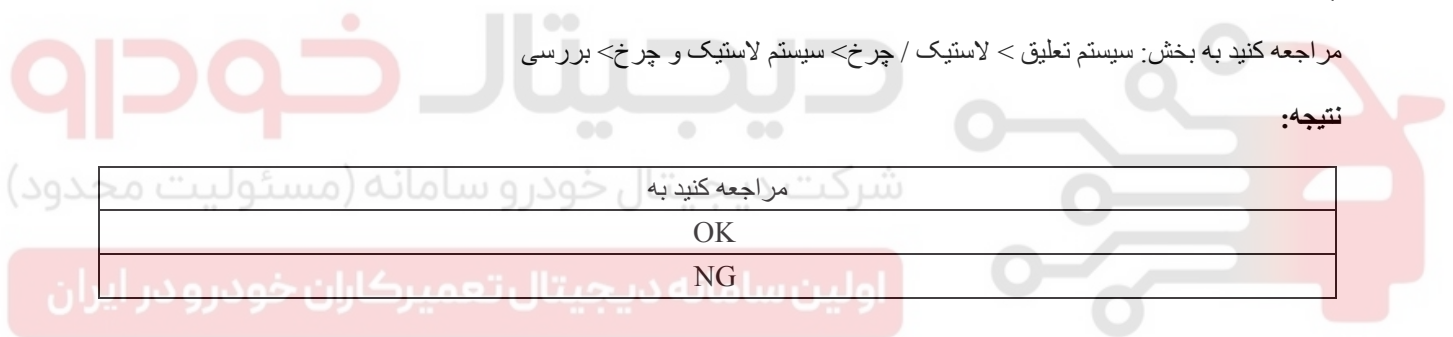 مراجعه کنید به بخش: سیستم تعلیق > لاستیک / چرخ> سیستم لاستیک و چرخ> بررسی
دیجیتال خودرو
نتیجه:
شرکت دیجیتال خودرو سامانه (مسئولیت محدود)
مراجعه کنید به
OK
NG
اولین سامانه دیجیتال تعمیرکاران خودرو در ایران